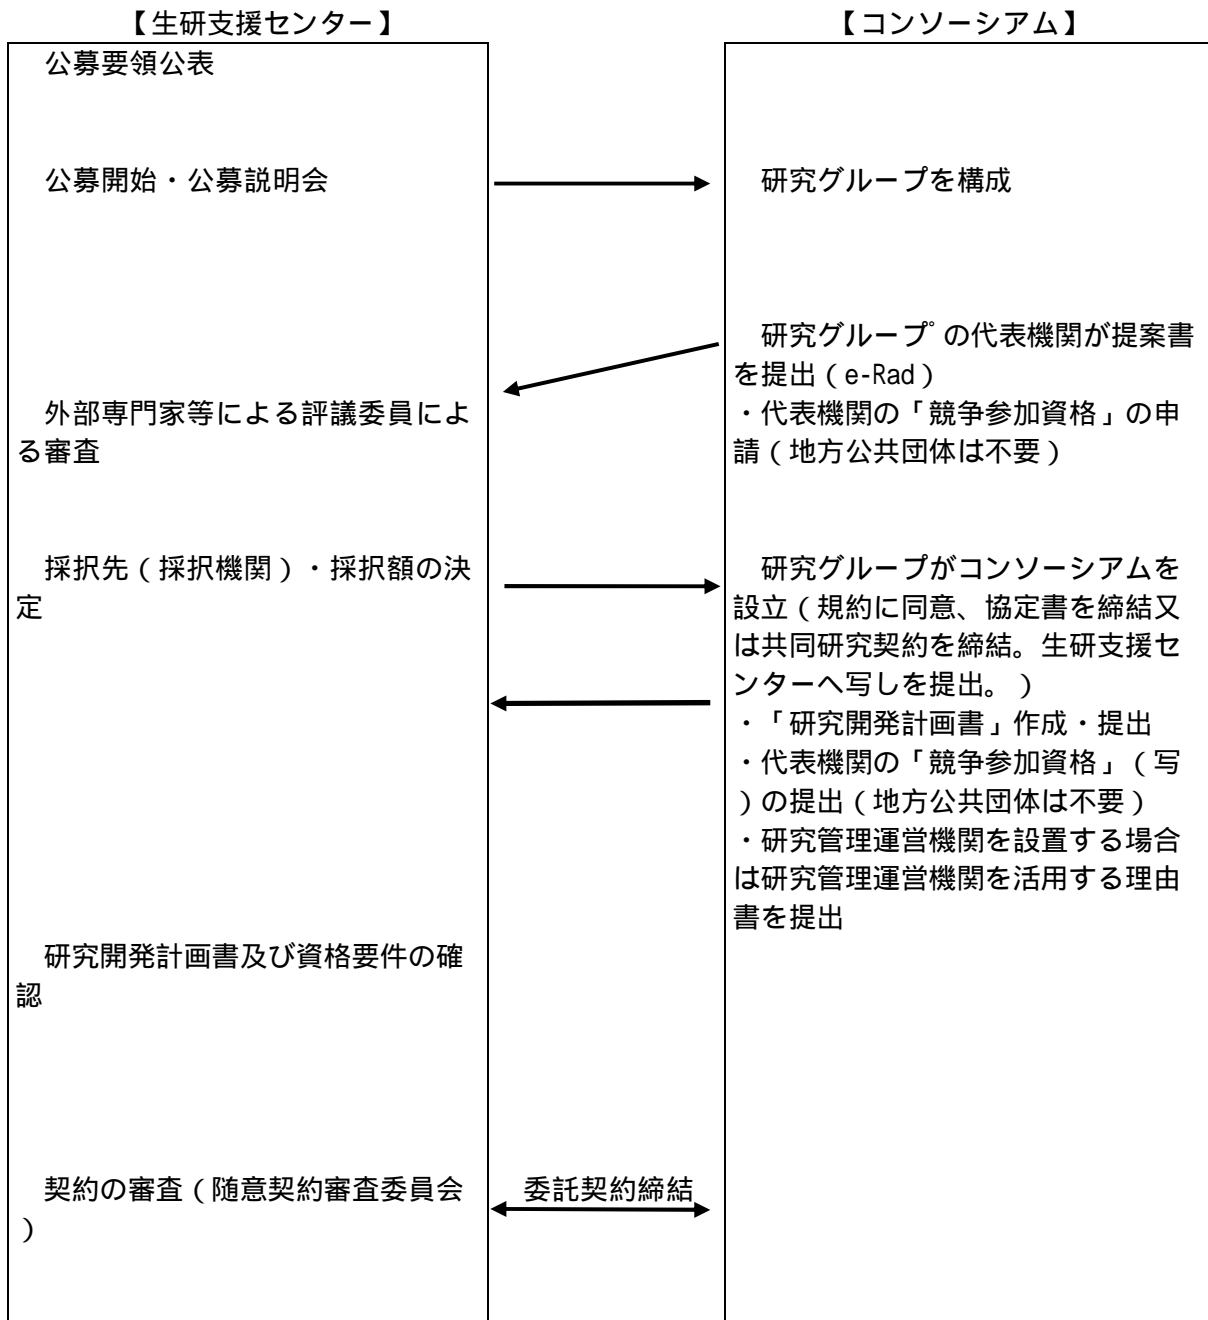 【生研支援センター】
公募要領公表
公募開始・公募説明会
外部専門家等による評議委員によ
る審査
採択先（採択機関）・採択額の決
定
研究開発計画書及び資格要件の確
認
契約の審査（随意契約審査委員会
）
委託契約締結
【コンソーシアム】
研究グループを構成
研究グループの代表機関が提案書
を提出（e-Rad）
・代表機関の「競争参加資格」の申
請（地方公共団体は不要）
研究グループがコンソーシアムを
設立（規約に同意、協定書を締結又
は共同研究契約を締結。生研支援セ
ンターへ写しを提出。）
・「研究開発計画書」作成・提出
・代表機関の「競争参加資格」（写
）の提出（地方公共団体は不要）
・研究管理運営機関を設置する場合
は研究管理運営機関を活用する理由
書を提出